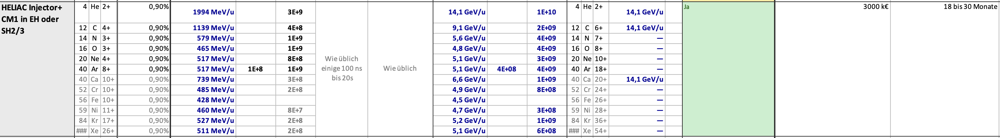 HELIAC Injector+ 4 He 2+ 0,90% 1994 MeV/u 3E+9 14,1 GeV/u 1E+10 4 He 2+ 14,1 GeV/u Ja 3000 k€ 18 bis 30 Monate
CM1 in EH oder
SH2/3 12 C 4+ 0,90% 1139 MeV/u 4E+8 9,1 GeV/u 2E+09 12 C 6+ 14,1 GeV/u
14 N 3+ 0,90% 579 MeV/u 1E+9 5,6 GeV/u 4E+09 14 N 7+ —
16 O 3+ 0,90% 465 MeV/u 1E+9 4,8 GeV/u 4E+09 16 O 8+ —
20 Ne 4+ 0,90% 517 MeV/u 8E+8 Wie üblich 5,1 GeV/u 3E+09 20 Ne 10+ —
40 Ar 8+ 0,90% 517 MeV/u 1E+8 1E+9 einige 100 ns Wie üblich 5,1 GeV/u 4E+08 4E+09 40 Ar 18+ —
40 Ca 10+ 0,90% 739 MeV/u 3E+8 bis 20s 6,6 GeV/u 1E+09 40 Ca 20+ 14,1 GeV/u
52 Cr 10+ 0,90% 485 MeV/u 2E+8 4,9 GeV/u 8E+08 52 Cr 24+ —
56 Fe 10+ 0,90% 428 MeV/u 4,5 GeV/u 56 Fe 26+ —
59 Ni 11+ 0,90% 460 MeV/u 8E+7 4,7 GeV/u 3E+08 59 Ni 28+ —
84 Kr 17+ 0,90% 527 MeV/u 2E+8 5,2 GeV/u 1E+09 84 Kr 36+ —
### Xe 26+ 0,90% 511 MeV/u 2E+8 5,1 GeV/u 6E+08 ### Xe 54+ —